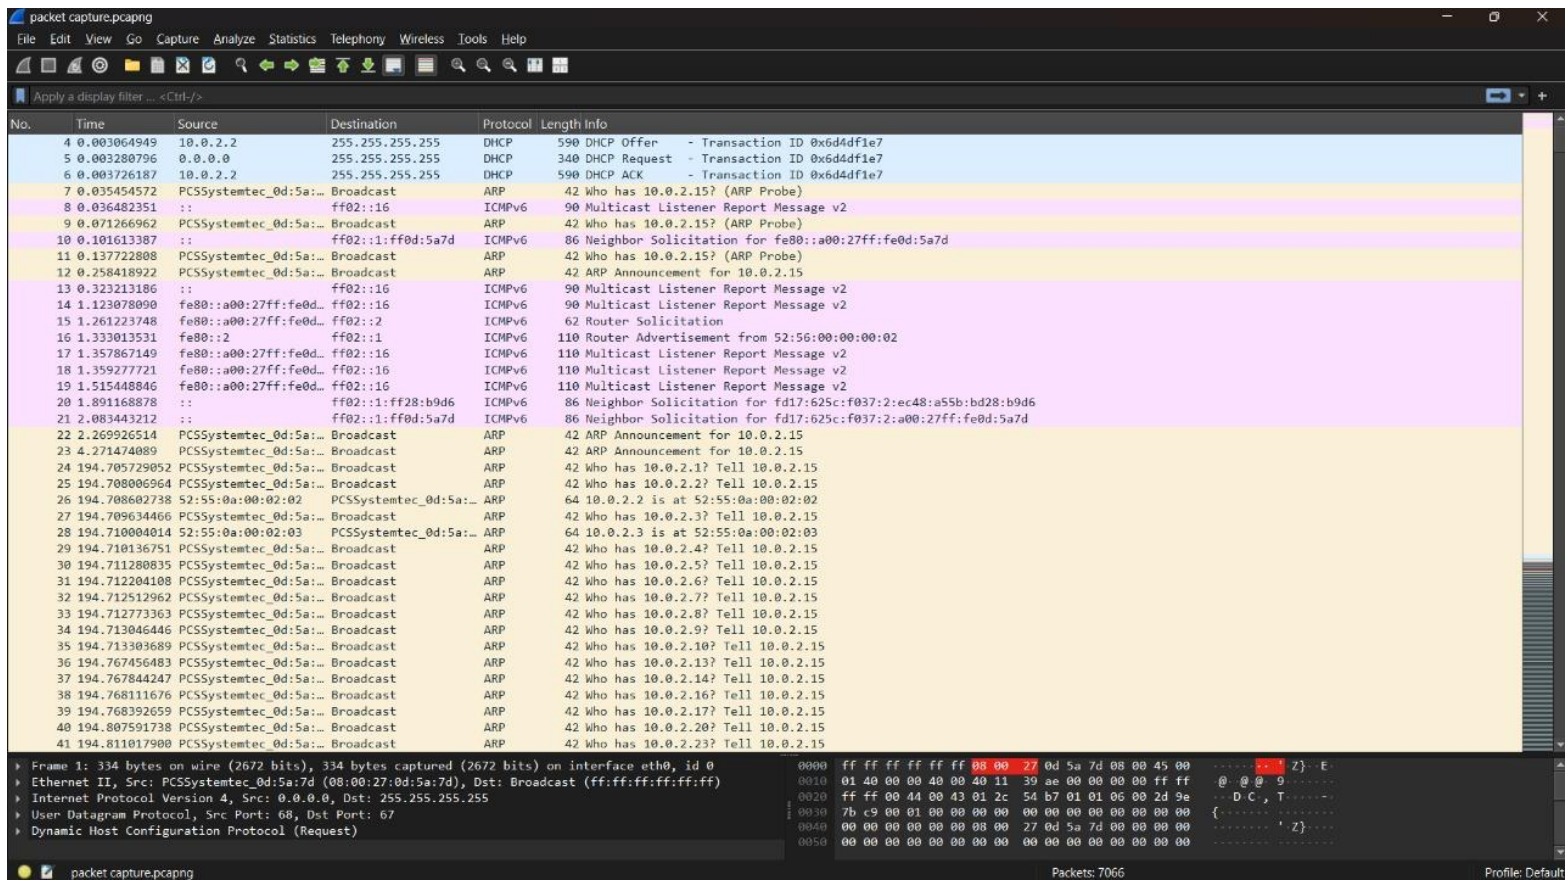 packet capture.pcapng
File Edit View Go Capture Analyze Statistics Telephony Wireless Tools Help
Apply a display filter ... <Ctrl-/>
No. Time Source Destination Protocol Length Info
4 0.003064949 10.0.2.2 255.255.255.255 DHCP 590 DHCP Offer - Transaction ID 0x6d4df1e7
5 0.003280796 0.0.0.0 255.255.255.255 DHCP 340 DHCP Request - Transaction ID 0x6d4df1e7
6 0.003726187 10.0.2.2 255.255.255.255 DHCP 590 DHCP ACK - Transaction ID 0x6d4df1e7
7 0.035454572 PCSSystemtec_0d:5a:… Broadcast ARP 42 Who has 10.0.2.15? (ARP Probe)
8 0.036482351 :: ff02::16 ICMPv6 90 Multicast Listener Report Message v2
9 0.071266962 PCSSystemtec_0d:5a:… Broadcast ARP 42 Who has 10.0.2.15? (ARP Probe)
10 0.101613387 :: ff02::1:ff0d:5a7d ICMPv6 86 Neighbor Solicitation for fe80::a00:27ff:fe0d:5a7d
11 0.137722808 PCSSystemtec_0d:5a:… Broadcast ARP 42 Who has 10.0.2.15? (ARP Probe)
12 0.258418922 PCSSystemtec_0d:5a:… Broadcast ARP 42 ARP Announcement for 10.0.2.15
13 0.323213186 :: ff02::16 ICMPv6 90 Multicast Listener Report Message v2
14 1.123078090 fe80::a00:27ff:fe0d… ff02::16 ICMPv6 90 Multicast Listener Report Message v2
15 1.261223748 fe80::a00:27ff:fe0d… ff02::2 ICMPv6 62 Router Solicitation
16 1.333013531 fe80::2 ff02::1 ICMPv6 110 Router Advertisement from 52:56:00:00:00:02
17 1.357867149 fe80::a00:27ff:fe0d… ff02::16 ICMPv6 110 Multicast Listener Report Message v2
18 1.359277721 fe80::a00:27ff:fe0d… ff02::16 ICMPv6 110 Multicast Listener Report Message v2
19 1.515448846 fe80::a00:27ff:fe0d… ff02::16 ICMPv6 110 Multicast Listener Report Message v2
20 1.891168878 :: ff02::1:ff28:b9d6 ICMPv6 86 Neighbor Solicitation for fd17:625c:f037:2:ec48:a55b:bd28:b9d6
21 2.083443212 :: ff02::1:ff0d:5a7d ICMPv6 86 Neighbor Solicitation for fd17:625c:f037:2:a00:27ff:fe0d:5a7d
22 2.269926514 PCSSystemtec_0d:5a:… Broadcast ARP 42 ARP Announcement for 10.0.2.15
23 4.271474089 PCSSystemtec_0d:5a:… Broadcast ARP 42 ARP Announcement for 10.0.2.15
24 194.705729052 PCSSystemtec_0d:5a:… Broadcast ARP 42 Who has 10.0.2.1? Tell 10.0.2.15
25 194.708006964 PCSSystemtec_0d:5a:… Broadcast ARP 42 Who has 10.0.2.2? Tell 10.0.2.15
26 194.708602738 52:55:0a:00:02:02 PCSSystemtec_0d:5a:… ARP 64 10.0.2.2 is at 52:55:0a:00:02:02
27 194.709634466 PCSSystemtec_0d:5a:… Broadcast ARP 42 Who has 10.0.2.3? Tell 10.0.2.15
28 194.710004014 52:55:0a:00:02:03 PCSSystemtec_0d:5a:… ARP 64 10.0.2.3 is at 52:55:0a:00:02:03
29 194.710136751 PCSSystemtec_0d:5a:… Broadcast ARP 42 Who has 10.0.2.4? Tell 10.0.2.15
30 194.711280835 PCSSystemtec_0d:5a:… Broadcast ARP 42 Who has 10.0.2.5? Tell 10.0.2.15
31 194.712204108 PCSSystemtec_0d:5a:… Broadcast ARP 42 Who has 10.0.2.6? Tell 10.0.2.15
32 194.712512962 PCSSystemtec_0d:5a:… Broadcast ARP 42 Who has 10.0.2.7? Tell 10.0.2.15
33 194.712773363 PCSSystemtec_0d:5a:… Broadcast ARP 42 Who has 10.0.2.8? Tell 10.0.2.15
34 194.713046446 PCSSystemtec_0d:5a:… Broadcast ARP 42 Who has 10.0.2.9? Tell 10.0.2.15
35 194.713303689 PCSSystemtec_0d:5a:… Broadcast ARP 42 Who has 10.0.2.10? Tell 10.0.2.15
36 194.767456483 PCSSystemtec_0d:5a:… Broadcast ARP 42 Who has 10.0.2.13? Tell 10.0.2.15
37 194.767844247 PCSSystemtec_0d:5a:… Broadcast ARP 42 Who has 10.0.2.14? Tell 10.0.2.15
38 194.768111676 PCSSystemtec_0d:5a:… Broadcast ARP 42 Who has 10.0.2.16? Tell 10.0.2.15
39 194.768392659 PCSSystemtec_0d:5a:… Broadcast ARP 42 Who has 10.0.2.17? Tell 10.0.2.15
40 194.807591738 PCSSystemtec_0d:5a:… Broadcast ARP 42 Who has 10.0.2.20? Tell 10.0.2.15
41 194.811017900 PCSSystemtec_0d:5a:… Broadcast ARP 42 Who has 10.0.2.23? Tell 10.0.2.15
Frame 1: 334 bytes on wire (2672 bits), 334 bytes captured (2672 bits) on interface eth0, id 0
Ethernet II, Src: PCSSystemtec_0d:5a:7d (08:00:27:0d:5a:7d), Dst: Broadcast (ff:ff:ff:ff:ff:ff)
Internet Protocol Version 4, Src: 0.0.0.0, Dst: 255.255.255.255
User Datagram Protocol, Src Port: 68, Dst Port: 67
Dynamic Host Configuration Protocol (Request)
0000 ff ff ff ff ff ff 08 00 27 0d 5a 7d 08 00 45 00 ········'·Z}··E·
0010 01 40 00 00 40 00 40 11 39 ae 00 00 00 00 ff ff ·@··@·@·9·······
0020 ff ff 00 44 00 43 01 2c 54 b7 01 01 06 00 2d 9e ···D·C·,T·····-·
0030 7b c9 00 01 00 00 00 00 00 00 00 00 00 00 00 00 {···············
0040 00 00 00 00 00 00 08 00 27 0d 5a 7d 00 00 00 00 ········'·Z}····
0050 00 00 00 00 00 00 00 00 00 00 00 00 00 00 00 00 ················
packet capture.pcapng Packets: 7066 Profile: Default